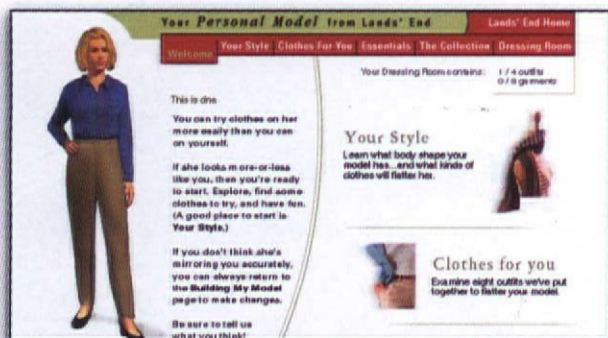 Your Personal Model from Lands' End
Lands' End Home
Welcome
Your Style
Clothes For You
Essentials
The Collection
Dressing Room
Your Dressing Room contains:
1 / 4 outfits
0 / 8 garments
This is dna
You can try clothes on her
more easily than you can
on yourself.
If she looks more-or-less
like you, then you're ready
to start. Explore, find some
clothes to try, and have fun.
(A good place to start is
Your Style.)
If you don't think she's
mirroring you accurately,
you can always return to
the Building My Model
page to make changes.
Be sure to tell us
what you think!
Your Style
Learn what body shape your
model has...and what kinds of
clothes will flatter her.
Clothes for you
Examine eight outfits we've put
together to flatter your model.